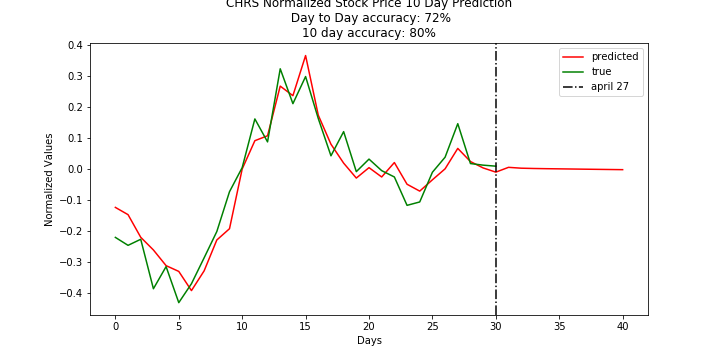 CHRS Normalized Stock Price 10 Day Prediction
Day to Day accuracy: 72%
10 day accuracy: 80%
0.4
0.3
0.2
0.1
0.0
−0.1
−0.2
−0.3
−0.4
Normalized Values
predicted
true
april 27
0 5 10 15 20 25 30 35 40
Days